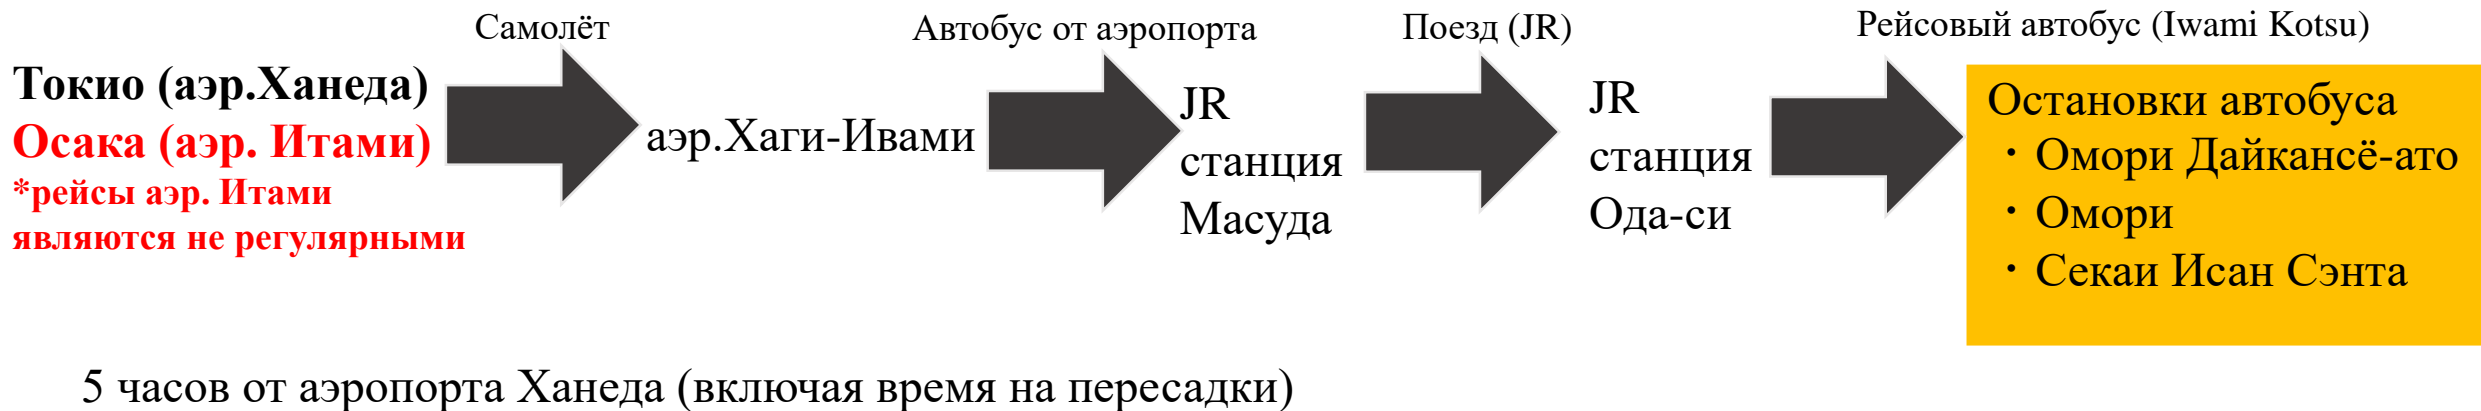 Самолёт
Автобус от аэропорта
Поезд (JR)
Рейсовый автобус (Iwami Kotsu)
Токио (аэр.Ханеда)
Осака (аэр. Итами)
*рейсы аэр. Итами
являются не регулярными
аэр.Хаги-Ивами
JR
станция
Масуда
JR
станция
Ода-си
Остановки автобуса
・Омори Дайкансё-ато
・Омори
・Секаи Исан Сэнта
5 часов от аэропорта Ханеда (включая время на пересадки)